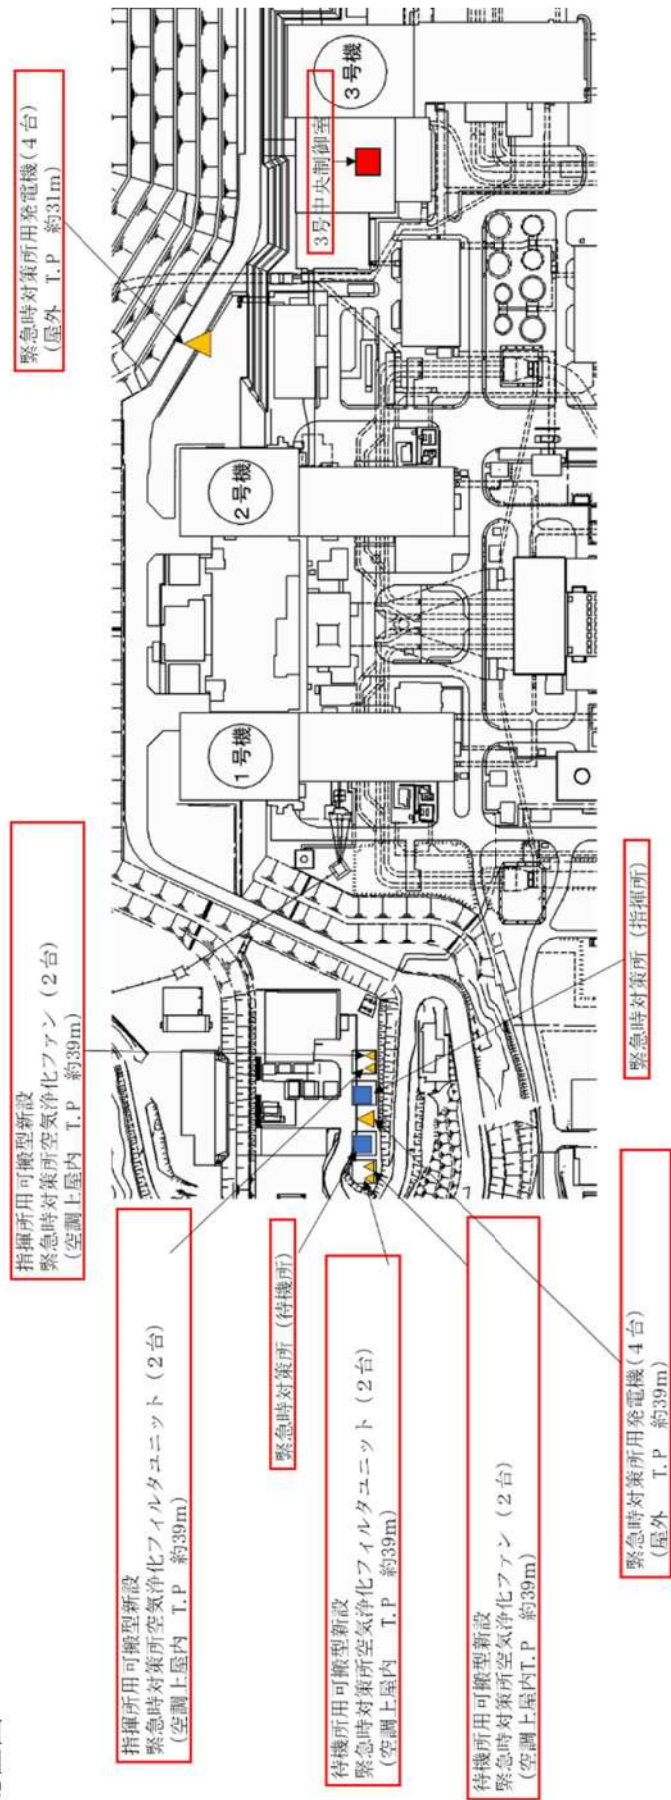 指揮所用可搬型新設
緊急時対策所空気浄化フィルタユニット（２台）
(空調上屋内　T.P　約39m)
指揮所用可搬型新設
緊急時対策所空気浄化ファン（２台）
(空調上屋内　T.P　約39m)
緊急時対策所用発電機(４台)
(屋外　T.P　約31m)
緊急時対策所（待機所）
待機所用可搬型新設
緊急時対策所空気浄化フィルタユニット（２台）
(空調上屋内　T.P　約39m)
待機所用可搬型新設
緊急時対策所空気浄化ファン（２台）
(空調上屋内T.P　約39m)
緊急時対策所用発電機(４台)
(屋外　T.P　約39m)
緊急時対策所（指揮所）
1号機
2号機
3号機
3号中央制御室